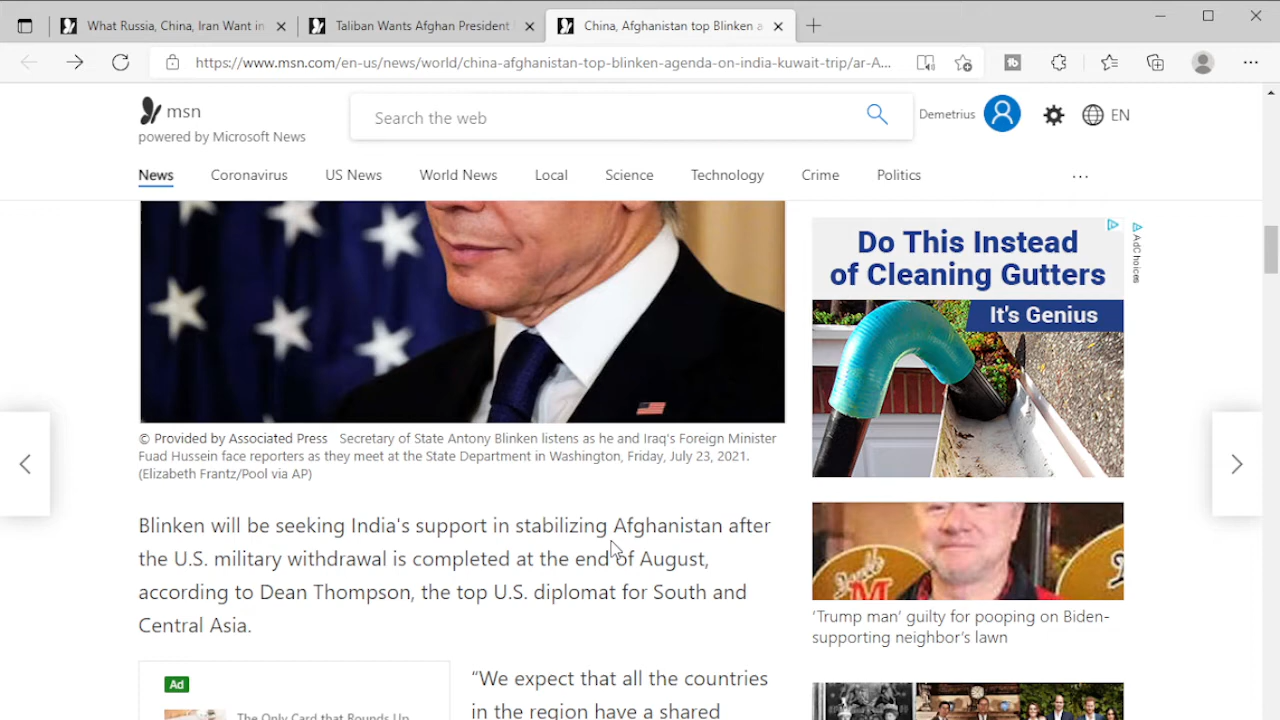 What Russia, China, Iran Want in
Taliban Wants Afghan President
China, Afghanistan top Blinken a
https://www.msn.com/en-us/news/world/china-afghanistan-top-blinken-agenda-on-india-kuwait-trip/ar-A...
msn
powered by Microsoft News
Search the web
Demetrius
EN
News Coronavirus US News World News Local Science Technology Crime Politics ...
© Provided by Associated Press Secretary of State Antony Blinken listens as he and Iraq's Foreign Minister
Fuad Hussein face reporters as they meet at the State Department in Washington, Friday, July 23, 2021.
(Elizabeth Frantz/Pool via AP)
Blinken will be seeking India's support in stabilizing Afghanistan after
the U.S. military withdrawal is completed at the end of August,
according to Dean Thompson, the top U.S. diplomat for South and
Central Asia.
Ad
The Only Card that Rounds Up
“We expect that all the countries
in the region have a shared
Do This Instead
of Cleaning Gutters
It's Genius
AdChoices
‘Trump man’ guilty for pooping on Biden-
supporting neighbor’s lawn